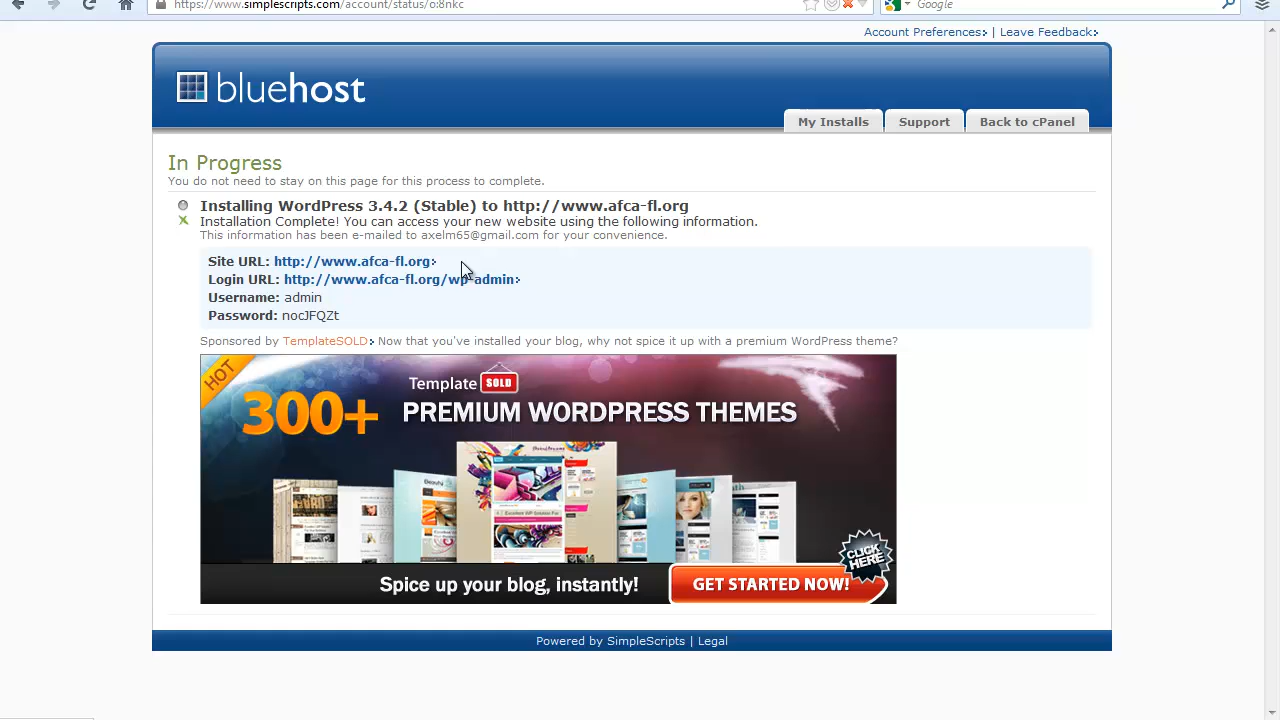 https://www.simplescripts.com/account/status/o:8nkc
Google
Account Preferences | Leave Feedback
bluehost
My Installs
Support
Back to cPanel
In Progress
You do not need to stay on this page for this process to complete.
Installing WordPress 3.4.2 (Stable) to http://www.afca-fl.org
Installation Complete! You can access your new website using the following information.
This information has been e-mailed to axelm65@gmail.com for your convenience.
Site URL: http://www.afca-fl.org
Login URL: http://www.afca-fl.org/wp-admin
Username: admin
Password: nocJFQZt
Sponsored by TemplateSOLD Now that you've installed your blog, why not spice it up with a premium WordPress theme?
HOT
Template SOLD
300+ PREMIUM WORDPRESS THEMES
CLICK HERE
Spice up your blog, instantly!
GET STARTED NOW!
Powered by SimpleScripts | Legal